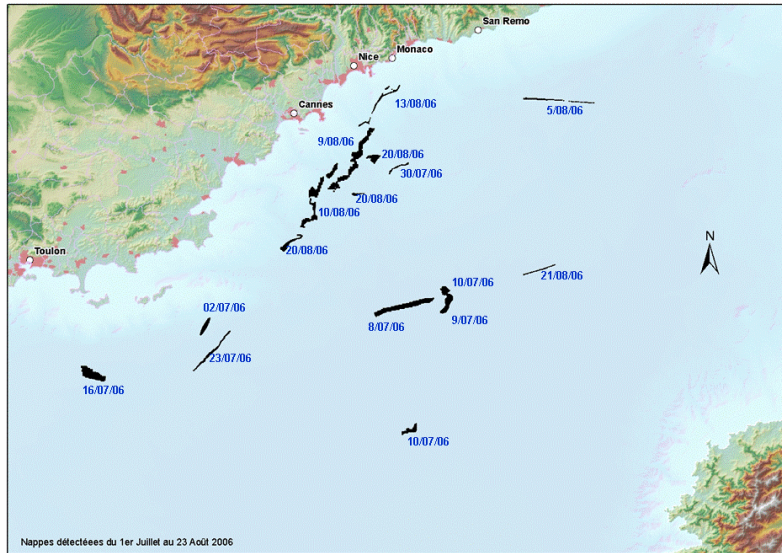 San Remo
Monaco
Nice
13/08/06
5/08/06
Cannes
9/08/06
20/08/06
30/07/06
20/08/06
10/08/06
20/08/06
Toulon
N
21/08/06
10/07/06
02/07/06
8/07/06
9/07/06
23/07/06
16/07/06
10/07/06
Nappes détectéees du 1er Juillet au 23 Août 2006